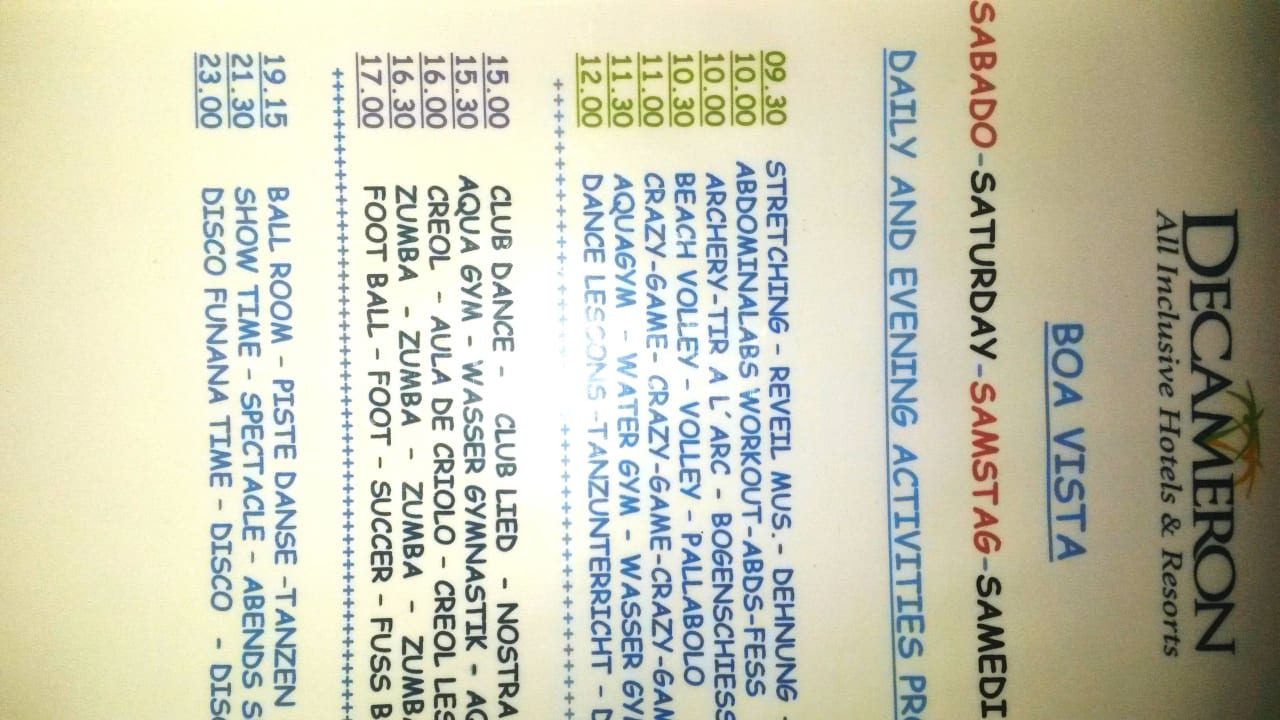 DECAMERON
All Inclusive Hotels & Resorts
BOA VISTA
SABADO-SATURDAY-SAMSTAG-SAMEDI
DAILY AND EVENING ACTIVITIES PR
09.30 STRETCHING - REVEIL MUS. - DEHNUNG -
10.00 ABDOMINALABS WORKOUT-ABDS-FESS
10.00 ARCHERY-TIR A L´ARC - BOGENSCHIESS
10.30 BEACH VOLLEY - VOLLEY - PALLABOLO
11.00 CRAZY-GAME- CRAZY-GAME-CRAZY-GAM
11.30 AQUAGYM - WATER GYM - WASSER GY
12.00 DANCE LESSONS -TANZUNTERRICHT - D
15.00 CLUB DANCE - CLUB LIED - NOSTRA
15.30 AQUA GYM - WASSER GYMNASTIK - AQ
16.00 CREOL - AULA DE CRIOLO - CREOL LES
16.30 ZUMBA - ZUMBA - ZUMBA - ZUMB
17.00 FOOT BALL - FOOT - SUCCER - FUSS B
19.15 BALL ROOM - PISTE DANSE -TANZEN
21.30 SHOW TIME - SPECTACLE - ABENDS S
23.00 DISCO FUNANA TIME - DISCO - DISC